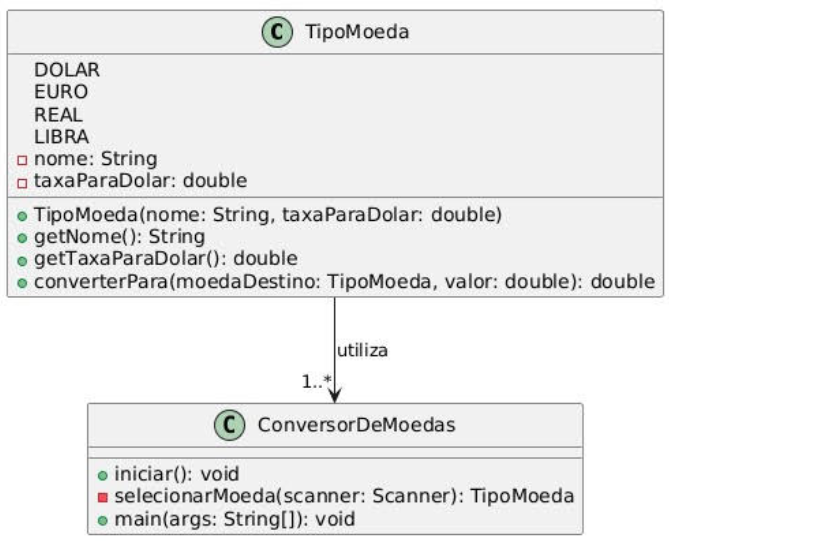 C TipoMoeda
DOLAR
EURO
REAL
LIBRA
nome: String
taxaParaDolar: double
TipoMoeda(nome: String, taxaParaDolar: double)
getNome(): String
getTaxaParaDolar(): double
converterPara(moedaDestino: TipoMoeda, valor: double): double
utiliza
1..*
C ConversorDeMoedas
iniciar(): void
selecionarMoeda(scanner: Scanner): TipoMoeda
main(args: String[]): void